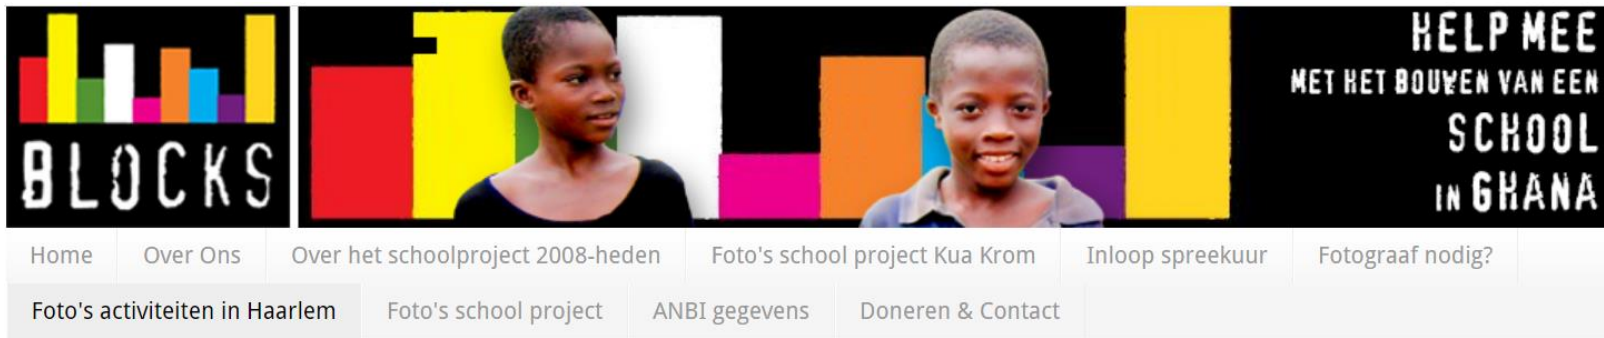 BLOCKS
HELP MEE
MET HET BOUWEN VAN EEN
SCHOOL
IN GHANA
Home Over Ons Over het schoolproject 2008-heden Foto's school project Kua Krom Inloop spreekuur Fotograaf nodig?
Foto's activiteiten in Haarlem Foto's school project ANBI gegevens Doneren & Contact